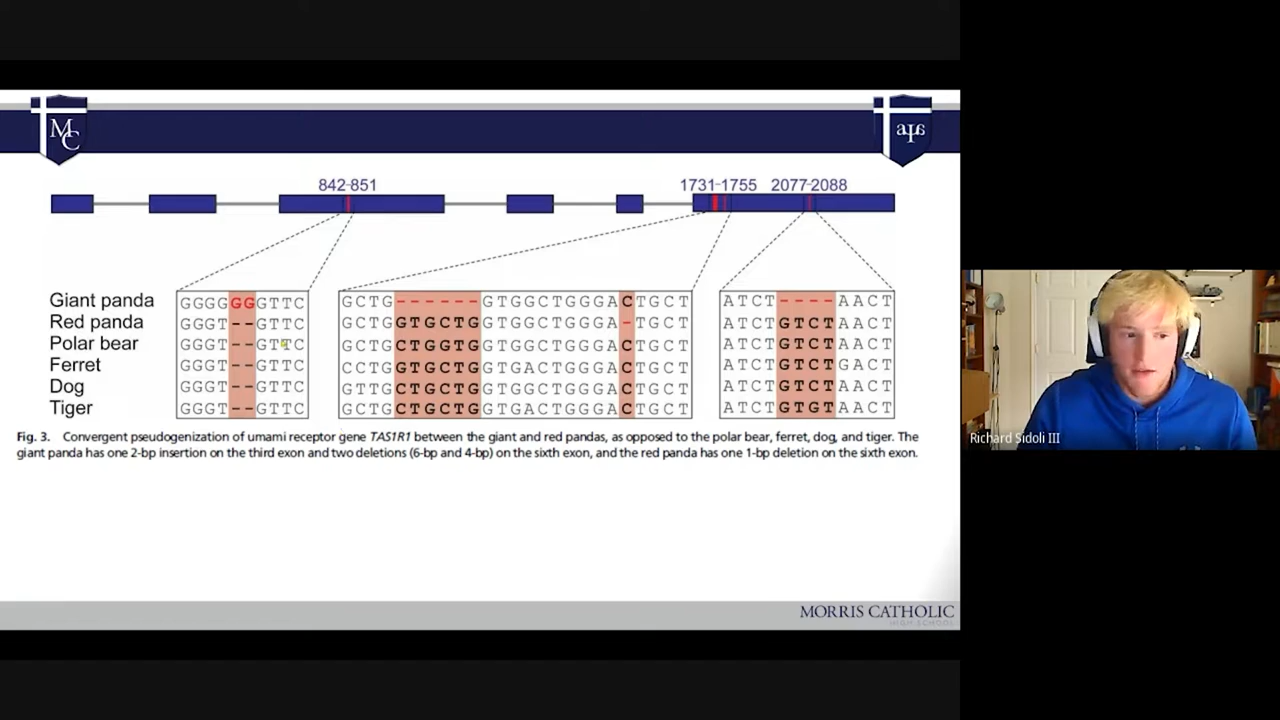 MC
842-851
1731-1755 2077-2088
Giant panda GGGGGGGTTC GCTG------GTGGCTGGGACTGCT ATCT----AACT
Red panda GGGT--GTTC GCTGGTGCTGGTGGCTGGGA-TGCT ATCTGTCTAACT
Polar bear GGGT--GTTC GCTGCTGGTGGTGGCTGGGACTGCT ATCTGTCTAACT
Ferret GGGT--GTTC CCTGGTGCTGGTGACTGGGACTGCT ATCTGTCTGACT
Dog GGGT--GTTC GTTGGTGCTGGTGGCTGGGACTGCT ATCTGTCTAACT
Tiger GGGT--GTTC GCTGCTGCTGGTGACTGGGACTGCT ATCTGTGTAACT
Fig. 3. Convergent pseudogenization of umami receptor gene TAS1R1 between the giant and red pandas, as opposed to the polar bear, ferret, dog, and tiger. The
giant panda has one 2-bp insertion on the third exon and two deletions (6-bp and 4-bp) on the sixth exon, and the red panda has one 1-bp deletion on the sixth exon.
Richard Sidoli III
MORRIS CATHOLIC
HIGH SCHOOL